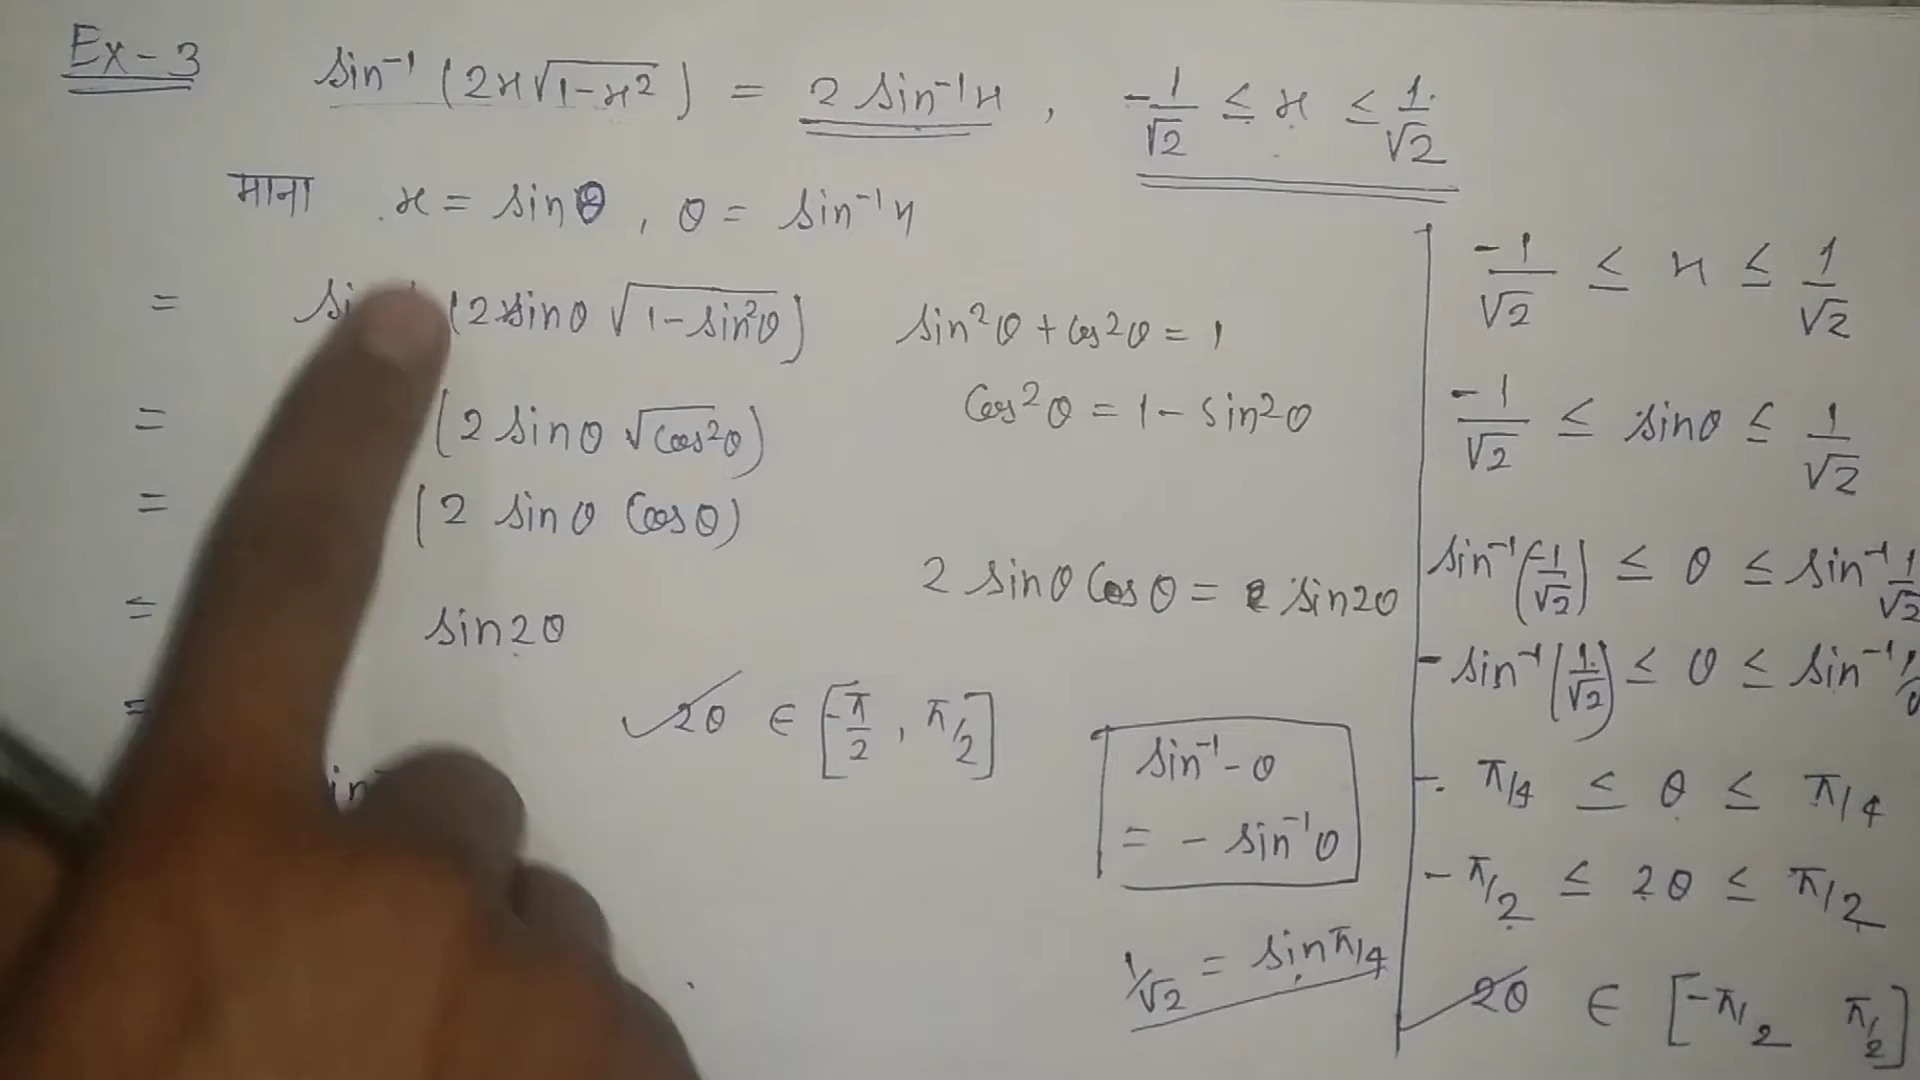 Ex-3 sin⁻¹ (2x√1-x²) = 2 sin⁻¹x , -1/√2 ≤ x ≤ 1/√2
माना x = sinθ , θ = sin⁻¹x
= (2sinθ √1-sin²θ) sin²θ + cos²θ = 1
= (2 sinθ √cos²θ) cos²θ = 1 - sin²θ
= (2 sinθ cosθ)
2 sinθ cosθ = sin2θ
= sin2θ
= 2θ ∈ [-π/2 , π/2]
sin⁻¹-θ
= - sin⁻¹θ
1/√2 = sin π/4
-1/√2 ≤ x ≤ 1/√2
-1/√2 ≤ sinθ ≤ 1/√2
sin⁻¹(-1/√2) ≤ θ ≤ sin⁻¹ 1/√2
- sin⁻¹(1/√2) ≤ θ ≤ sin⁻¹
- π/4 ≤ θ ≤ π/4
- π/2 ≤ 2θ ≤ π/2
2θ ∈ [-π/2 π/2]